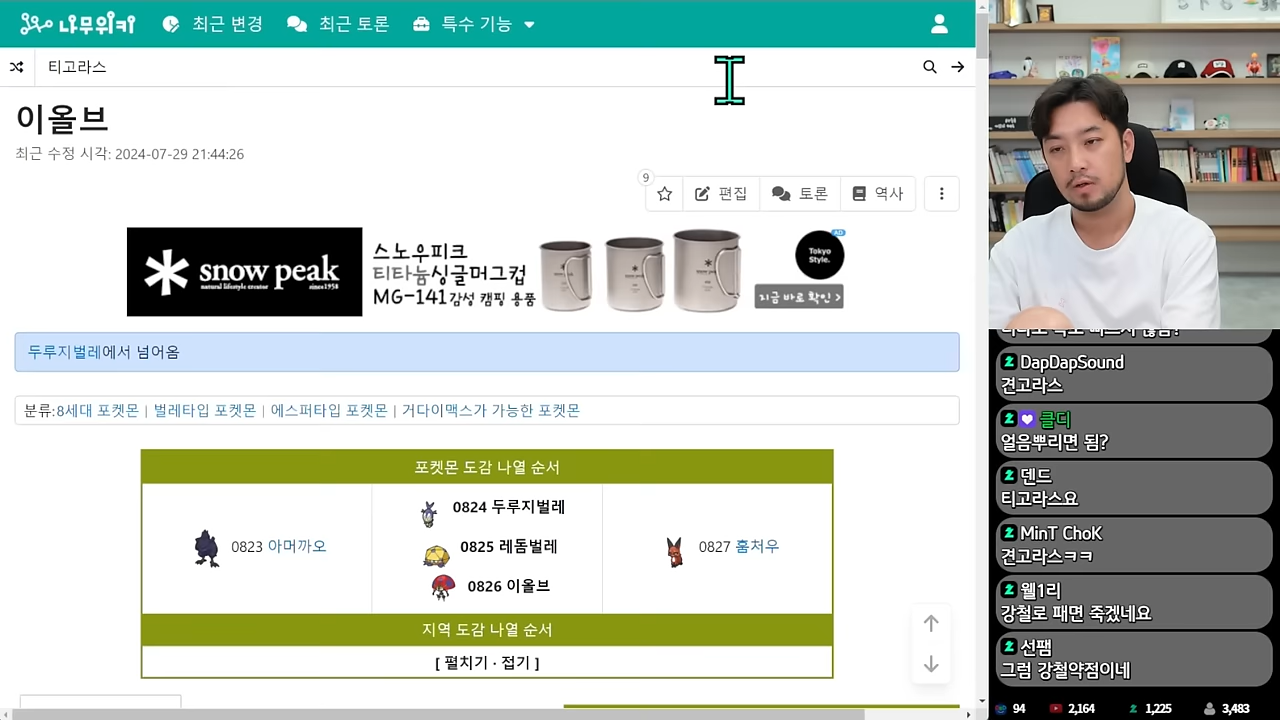 나무위키
최근 변경
최근 토론
특수 기능
티고라스
이올브
최근 수정 시각: 2024-07-29 21:44:26
9
편집
토론
역사
snow peak
natural lifestyle creator since1958
스노우피크
티타늄싱글머그컵
MG-141감성 캠핑 용품
AD
Tokyo
Style.
지금 바로 확인 >
두루지벌레에서 넘어옴
분류:8세대 포켓몬 | 벌레타입 포켓몬 | 에스퍼타입 포켓몬 | 거다이맥스가 가능한 포켓몬
포켓몬 도감 나열 순서
0823 아머까오
0824 두루지벌레
0825 레돔벌레
0826 이올브
0827 훔처우
지역 도감 나열 순서
[ 펼치기 · 접기 ]
DapDapSound
견고라스
클디
얼음뿌리면 됨?
덴드
티고라스요
MinT ChoK
견고라스ㅋㅋ
웰1리
강철로 패면 죽겠네요
선팸
그럼 강철약점이네
94
2,164
1,225
3,483